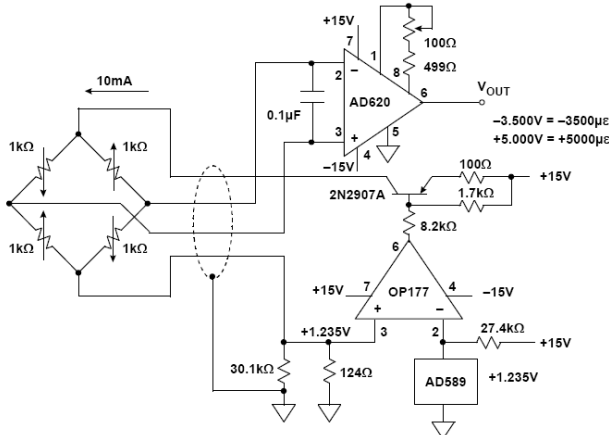 +15V
7
1
100Ω
499Ω
8
2
−
AD620
6
VOUT
10mA
0.1μF
−3.500V = −3500με
+5.000V = +5000με
3
+
5
−15V
4
1kΩ
1kΩ
1kΩ
1kΩ
100Ω
+15V
2N2907A
1.7kΩ
8.2kΩ
6
OP177
+15V
7
4
−15V
+
−
3
2
+1.235V
27.4kΩ
+15V
30.1kΩ
124Ω
AD589
+1.235V